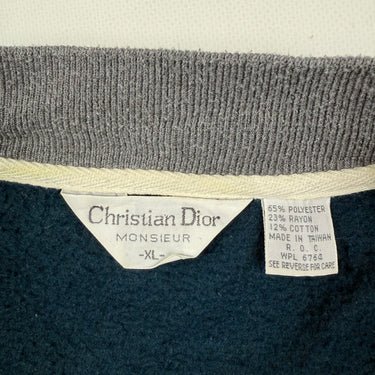 Christian Dior
MONSIEUR
-XL-
65% POLYESTER
23% RAYON
12% COTTON
MADE IN TAIWAN
R. O. C.
WPL 6764
SEE REVERSE FOR CARE